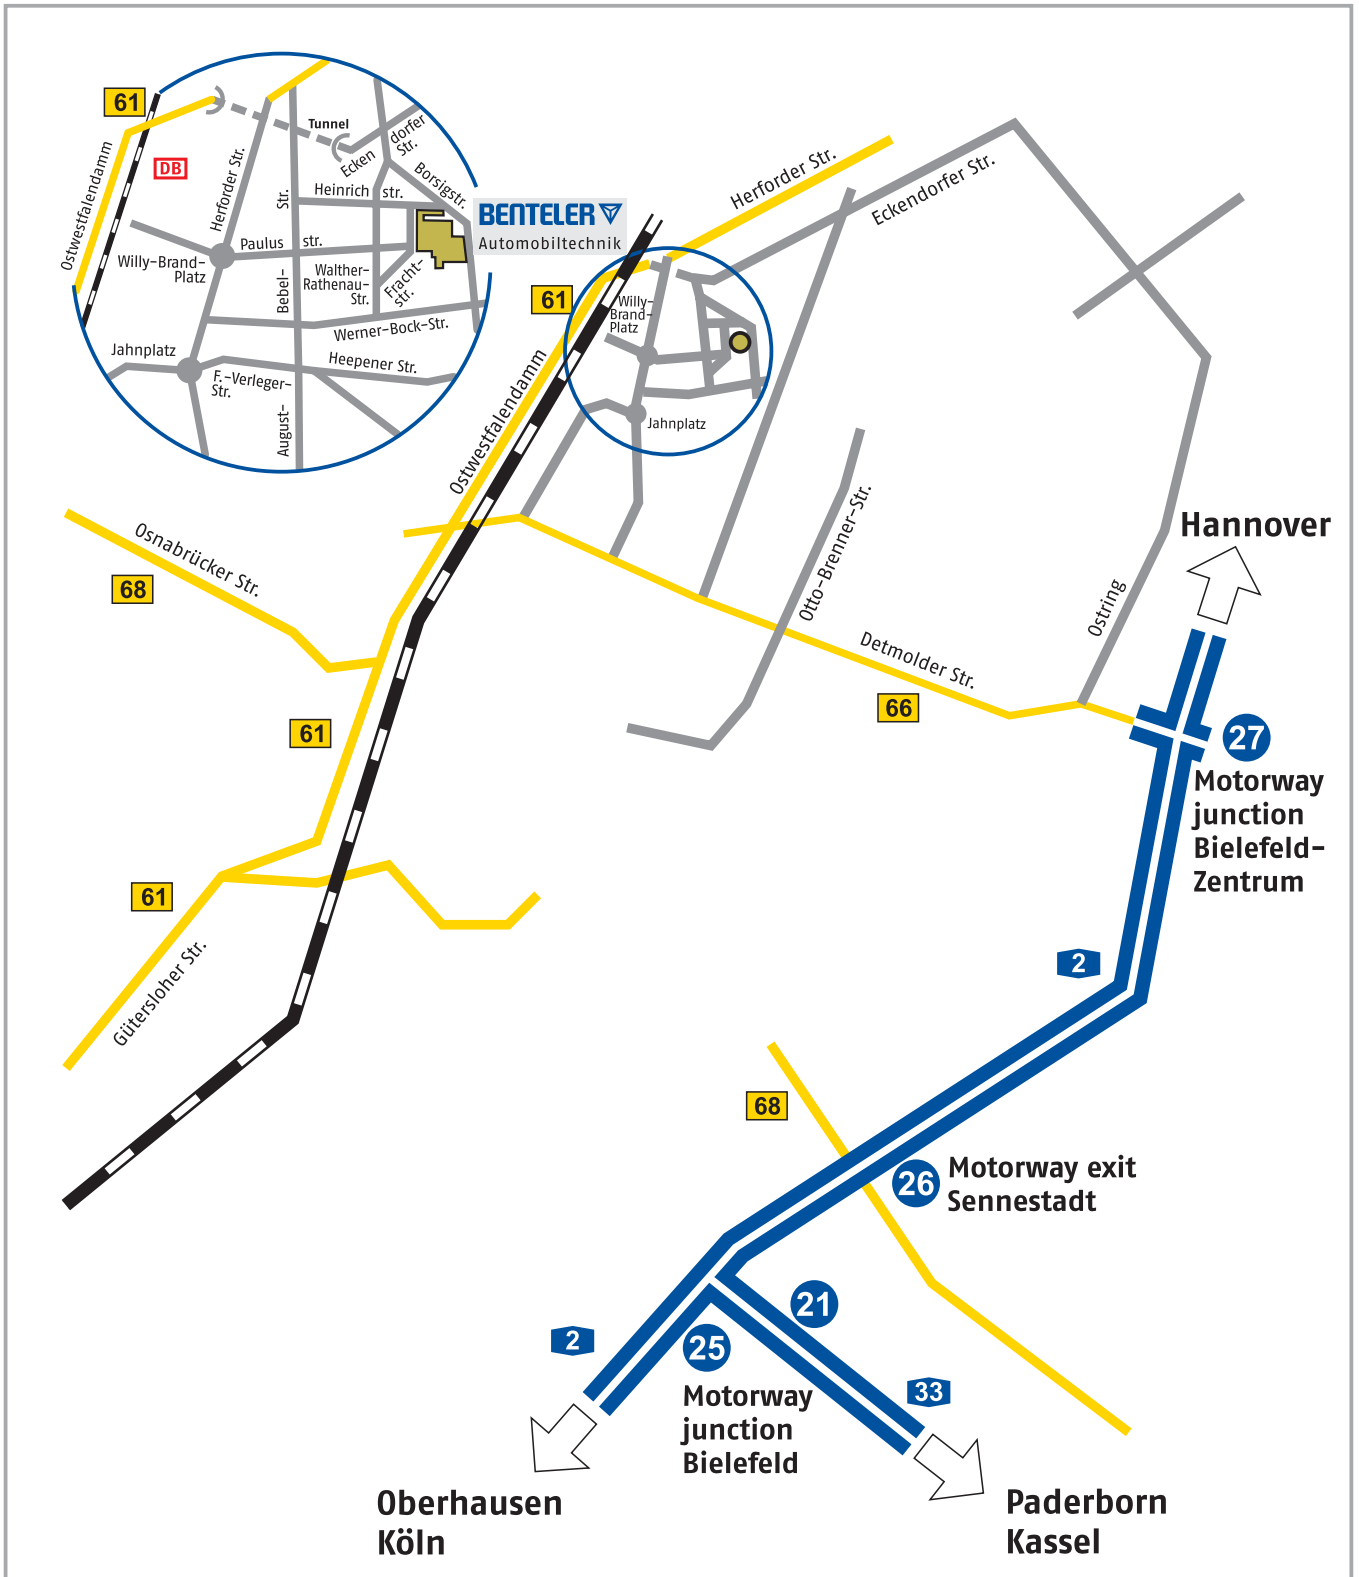 61
DB
Ostwestfalendamm
Herforder Str.
Tunnel
Ecken
dorfer
Str.
Borsigstr.
Heinrich str.
Str.
Bebel-
August-
Paulus str.
Willy-Brand-
Platz
Walther-
Rathenau-
Str.
Fracht-
str.
Werner-Bock-Str.
Jahnplatz
F.-Verleger-
Str.
Heepener Str.
BENTELER
Automobiltechnik
Herforder Str.
Eckendorfer Str.
61
Willy-
Brand-
Platz
Jahnplatz
Ostwestfalendamm
Osnabrücker Str.
68
Otto-Brenner-Str.
Hannover
Ostring
Detmolder Str.
66
61
27
Motorway
junction
Bielefeld-
Zentrum
61
Gütersloher Str.
2
68
26
Motorway exit
Sennestadt
21
2
25
33
Motorway
junction
Bielefeld
Oberhausen
Köln
Paderborn
Kassel